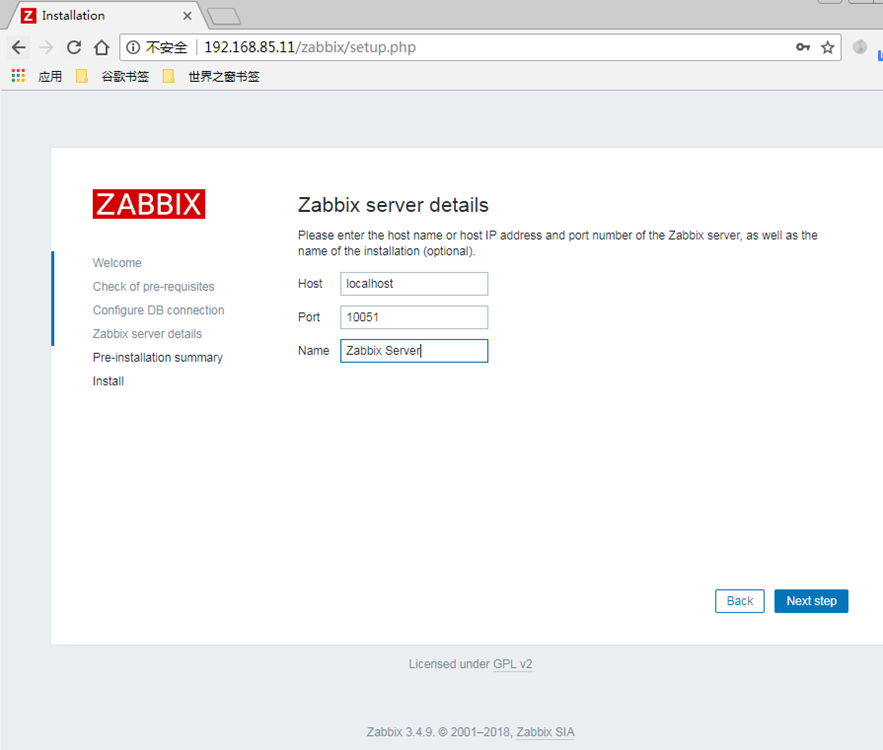 Installation
不安全 192.168.85.11/zabbix/setup.php
应用 谷歌书签 世界之窗书签
ZABBIX
Welcome
Check of pre-requisites
Configure DB connection
Zabbix server details
Pre-installation summary
Install
Zabbix server details
Please enter the host name or host IP address and port number of the Zabbix server, as well as the
name of the installation (optional).
Host localhost
Port 10051
Name Zabbix Server
Back Next step
Licensed under GPL v2
Zabbix 3.4.9. © 2001–2018, Zabbix SIA